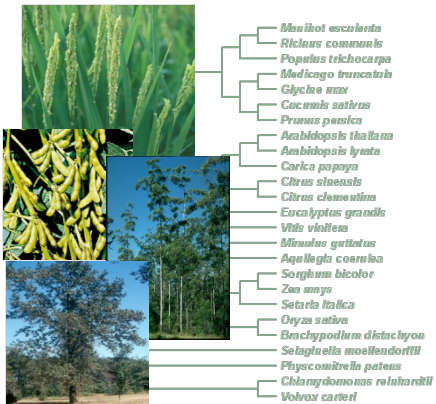 Manihot esculenta
Ricinus communis
Populus trichocarpa
Medicago truncatula
Glycine max
Cucumis sativus
Prunus persica
Arabidopsis thaliana
Arabidopsis lyrata
Carica papaya
Citrus sinensis
Citrus clementina
Eucalyptus grandis
Vitis vinifera
Mimulus guttatus
Aquilegia coerulea
Sorghum bicolor
Zea mays
Setaria italica
Oryza sativa
Brachypodium distachyon
Selaginella moellendorffii
Physcomitrella patens
Chlamydomonas reinhardtii
Volvox carteri